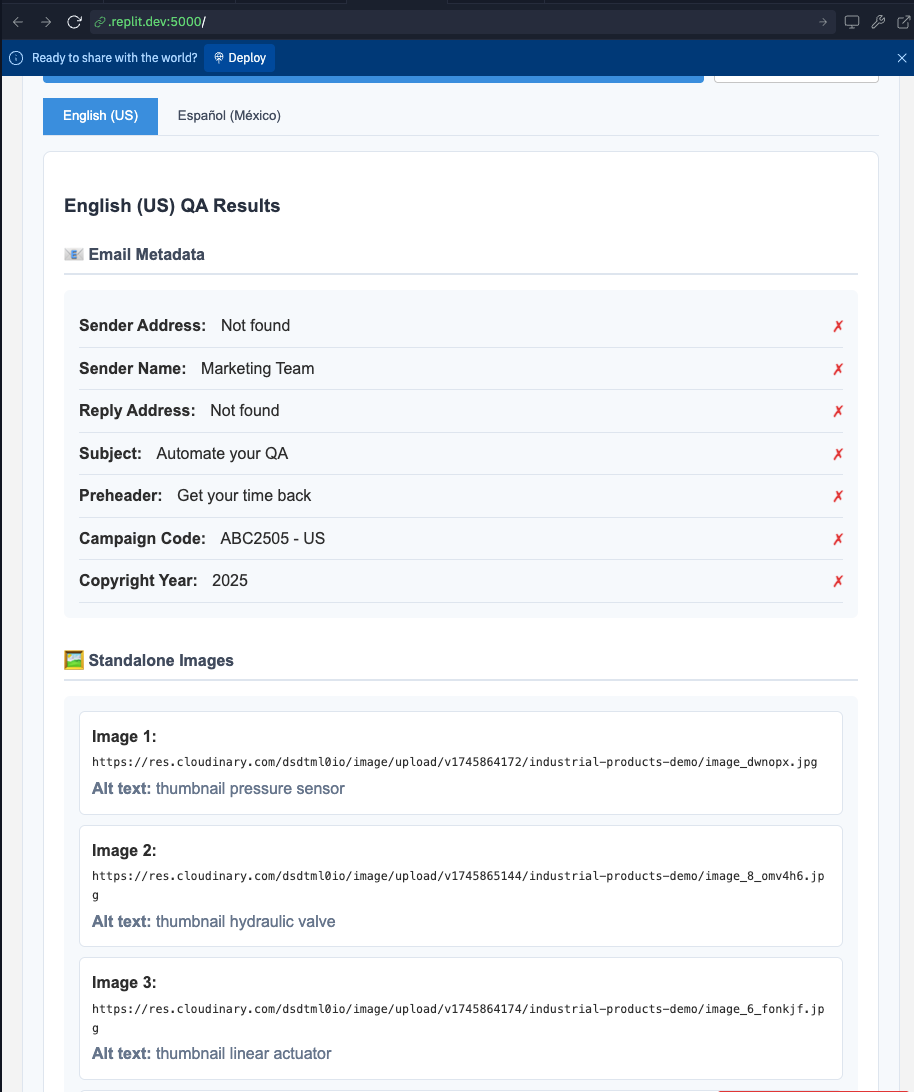 .replit.dev:5000/
Ready to share with the world? Deploy
English (US) Español (México)
English (US) QA Results
Email Metadata
Sender Address: Not found ✗
Sender Name: Marketing Team ✗
Reply Address: Not found ✗
Subject: Automate your QA ✗
Preheader: Get your time back ✗
Campaign Code: ABC2505 - US ✗
Copyright Year: 2025 ✗
Standalone Images
Image 1:
https://res.cloudinary.com/dsdtml0io/image/upload/v1745864172/industrial-products-demo/image_dwnopx.jpg
Alt text: thumbnail pressure sensor
Image 2:
https://res.cloudinary.com/dsdtml0io/image/upload/v1745865144/industrial-products-demo/image_8_omv4h6.jp
g
Alt text: thumbnail hydraulic valve
Image 3:
https://res.cloudinary.com/dsdtml0io/image/upload/v1745864174/industrial-products-demo/image_6_fonkjf.jp
g
Alt text: thumbnail linear actuator